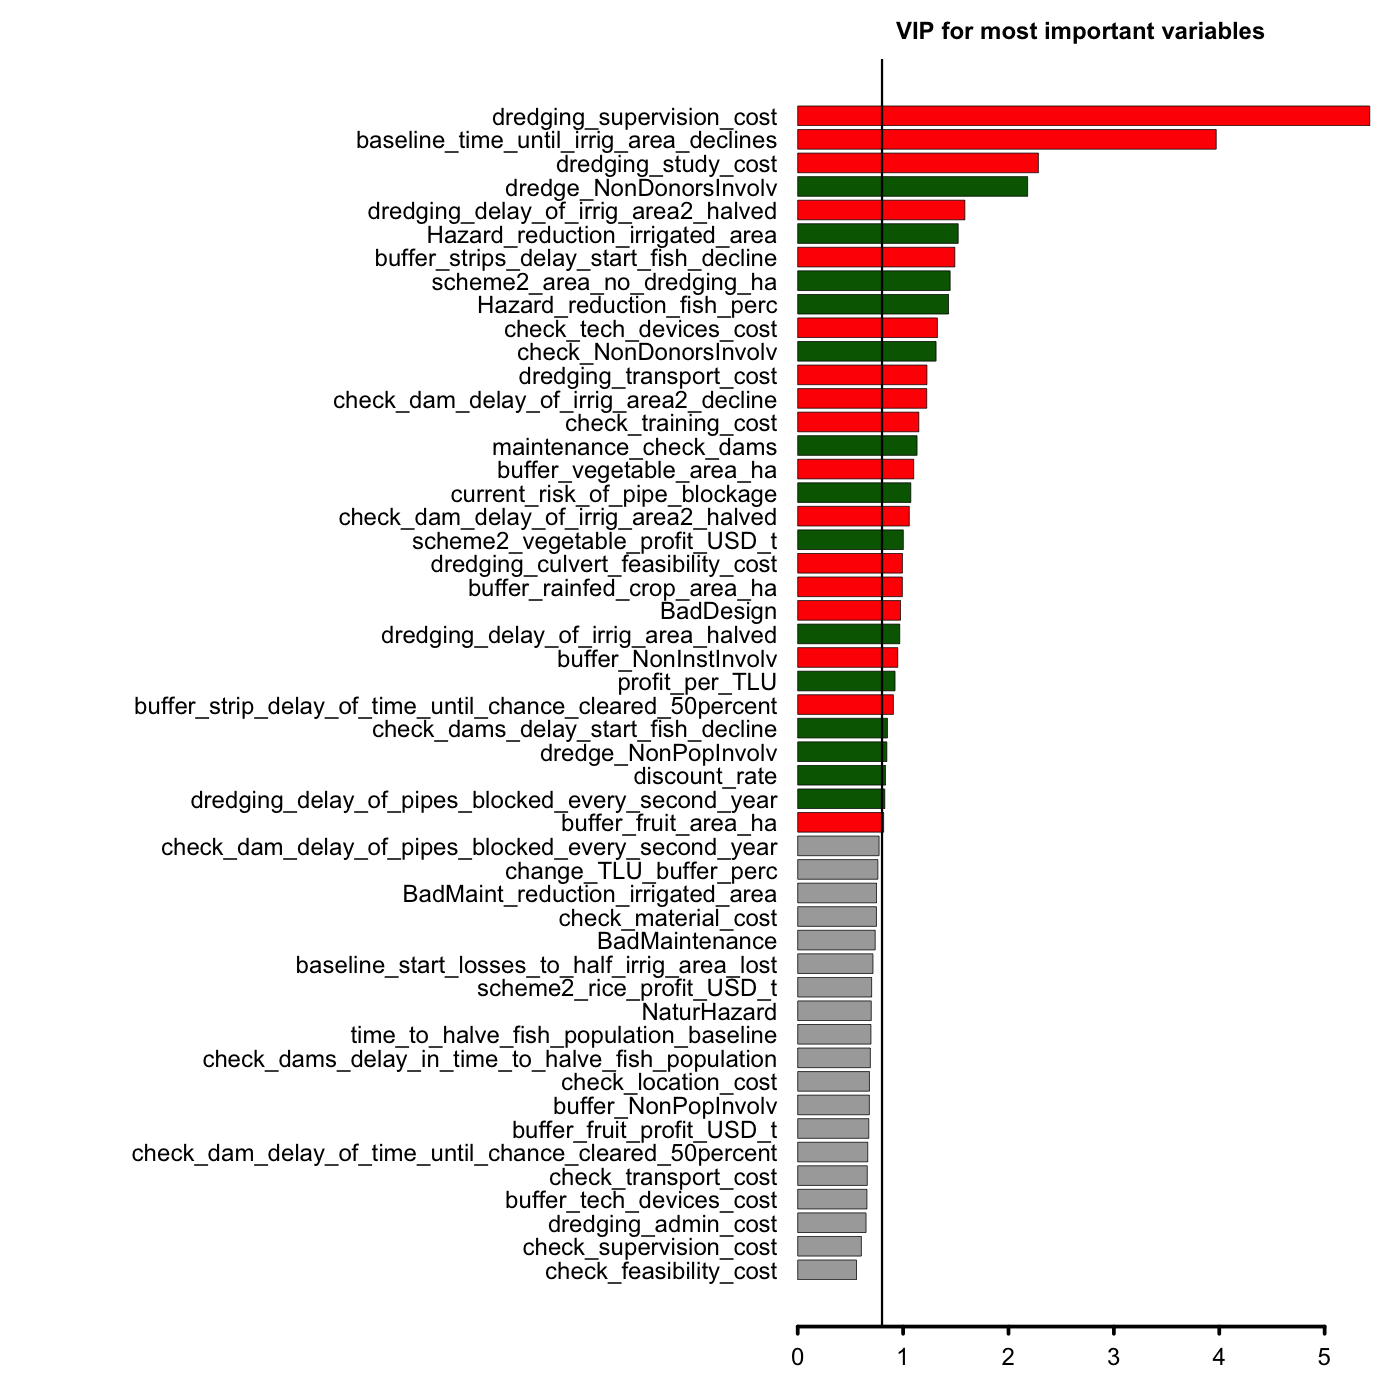 VIP for most important variables
dredging_supervision_cost
baseline_time_until_irrig_area_declines
dredging_study_cost
dredge_NonDonorsInvolv
dredging_delay_of_irrig_area2_halved
Hazard_reduction_irrigated_area
buffer_strips_delay_start_fish_decline
scheme2_area_no_dredging_ha
Hazard_reduction_fish_perc
check_tech_devices_cost
check_NonDonorsInvolv
dredging_transport_cost
check_dam_delay_of_irrig_area2_decline
check_training_cost
maintenance_check_dams
buffer_vegetable_area_ha
current_risk_of_pipe_blockage
check_dam_delay_of_irrig_area2_halved
scheme2_vegetable_profit_USD_t
dredging_culvert_feasibility_cost
buffer_rainfed_crop_area_ha
BadDesign
dredging_delay_of_irrig_area_halved
buffer_NonInstInvolv
profit_per_TLU
buffer_strip_delay_of_time_until_chance_cleared_50percent
check_dams_delay_start_fish_decline
dredge_NonPopInvolv
discount_rate
dredging_delay_of_pipes_blocked_every_second_year
buffer_fruit_area_ha
check_dam_delay_of_pipes_blocked_every_second_year
change_TLU_buffer_perc
BadMaint_reduction_irrigated_area
check_material_cost
BadMaintenance
baseline_start_losses_to_half_irrig_area_lost
scheme2_rice_profit_USD_t
NaturHazard
time_to_halve_fish_population_baseline
check_dams_delay_in_time_to_halve_fish_population
check_location_cost
buffer_NonPopInvolv
buffer_fruit_profit_USD_t
check_dam_delay_of_time_until_chance_cleared_50percent
check_transport_cost
buffer_tech_devices_cost
dredging_admin_cost
check_supervision_cost
check_feasibility_cost
0 1 2 3 4 5